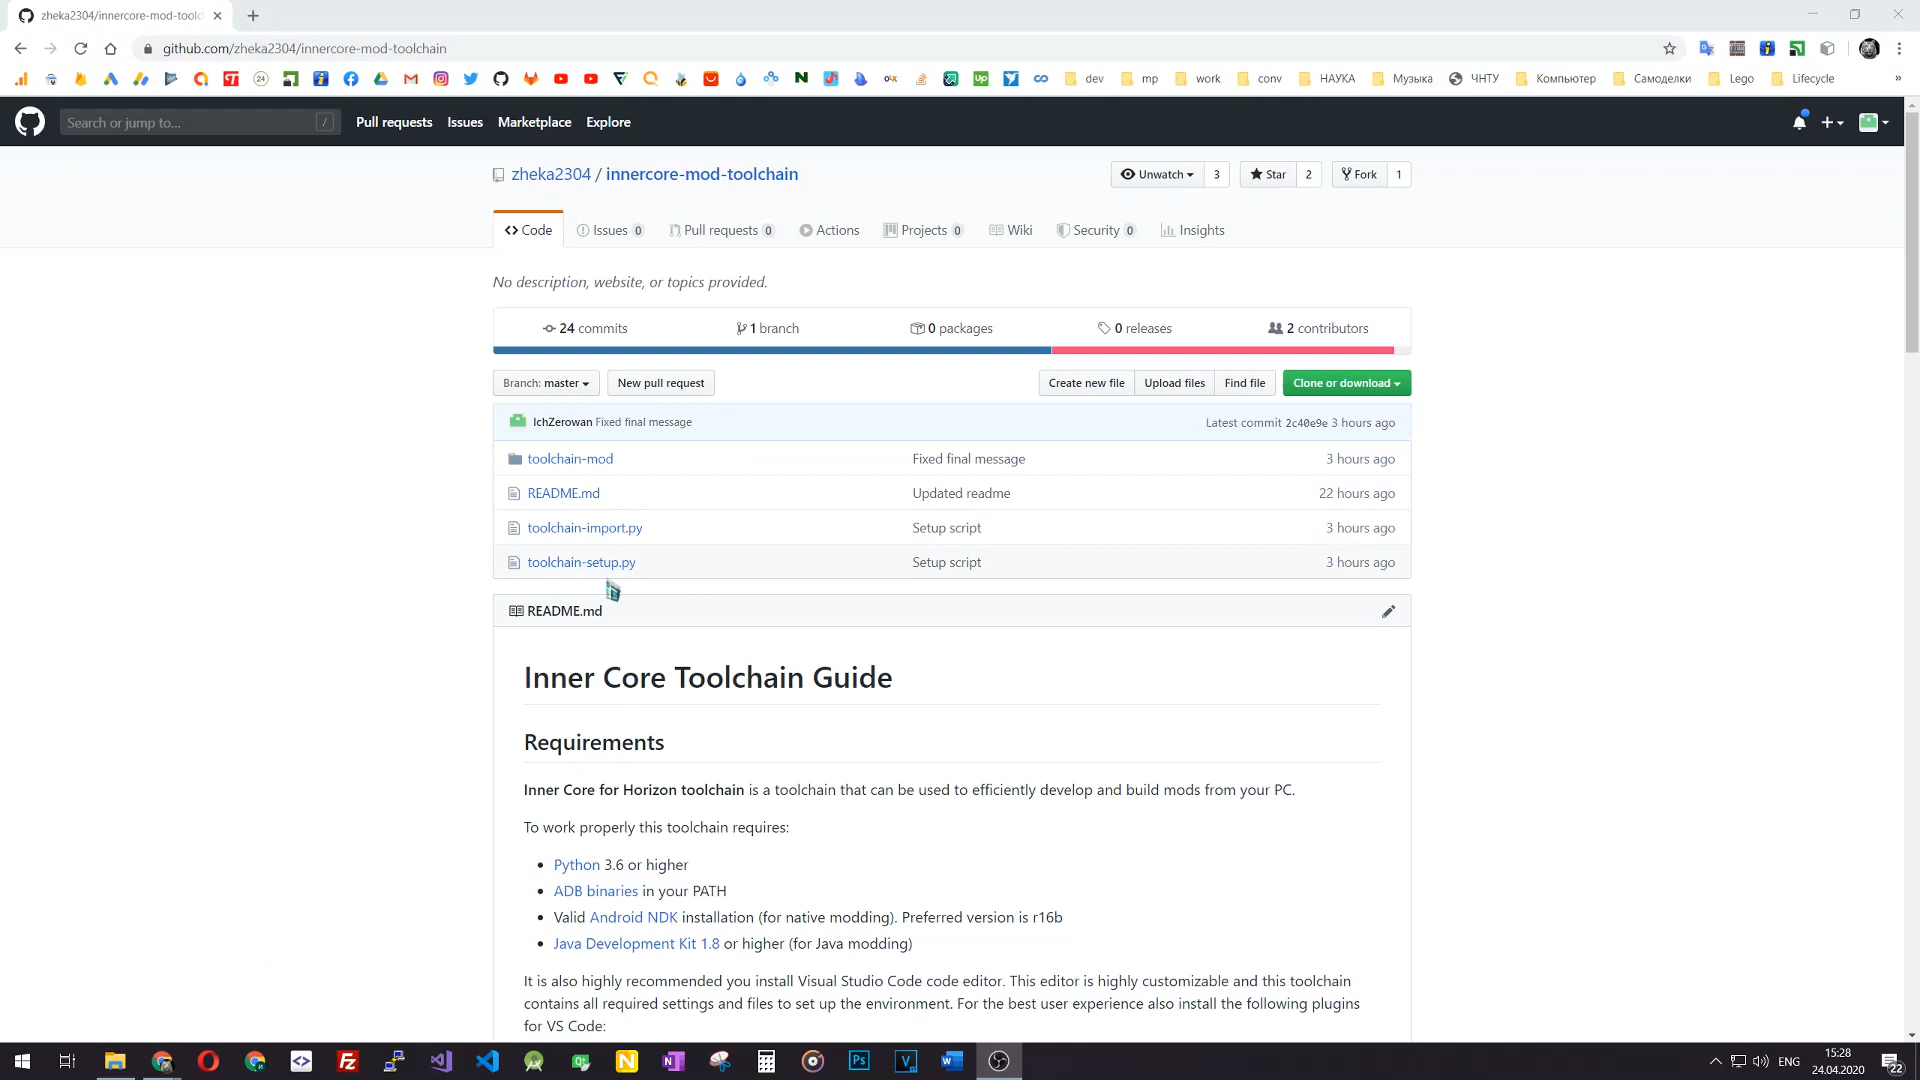 zheka2304/innercore-mod-toolc
github.com/zheka2304/innercore-mod-toolchain
dev
mp
work
conv
НАУКА
Музыка
ЧНТУ
Компьютер
Самоделки
Lego
Lifecycle
»
Search or jump to...
/
Pull requests
Issues
Marketplace
Explore
zheka2304 / innercore-mod-toolchain
Unwatch 3
Star 2
Fork 1
Code
Issues 0
Pull requests 0
Actions
Projects 0
Wiki
Security 0
Insights
No description, website, or topics provided.
24 commits
1 branch
0 packages
0 releases
2 contributors
Branch: master
New pull request
Create new file
Upload files
Find file
Clone or download
IchZerowan Fixed final message
Latest commit 2c40e9e 3 hours ago
toolchain-mod Fixed final message 3 hours ago
README.md Updated readme 22 hours ago
toolchain-import.py Setup script 3 hours ago
toolchain-setup.py Setup script 3 hours ago
README.md
Inner Core Toolchain Guide
Requirements
Inner Core for Horizon toolchain is a toolchain that can be used to efficiently develop and build mods from your PC.
To work properly this toolchain requires:
• Python 3.6 or higher
• ADB binaries in your PATH
• Valid Android NDK installation (for native modding). Preferred version is r16b
• Java Development Kit 1.8 or higher (for Java modding)
It is also highly recommended you install Visual Studio Code code editor. This editor is highly customizable and this toolchain
contains all required settings and files to set up the environment. For the best user experience also install the following plugins
for VS Code:
ENG
15:28
24.04.2020
22